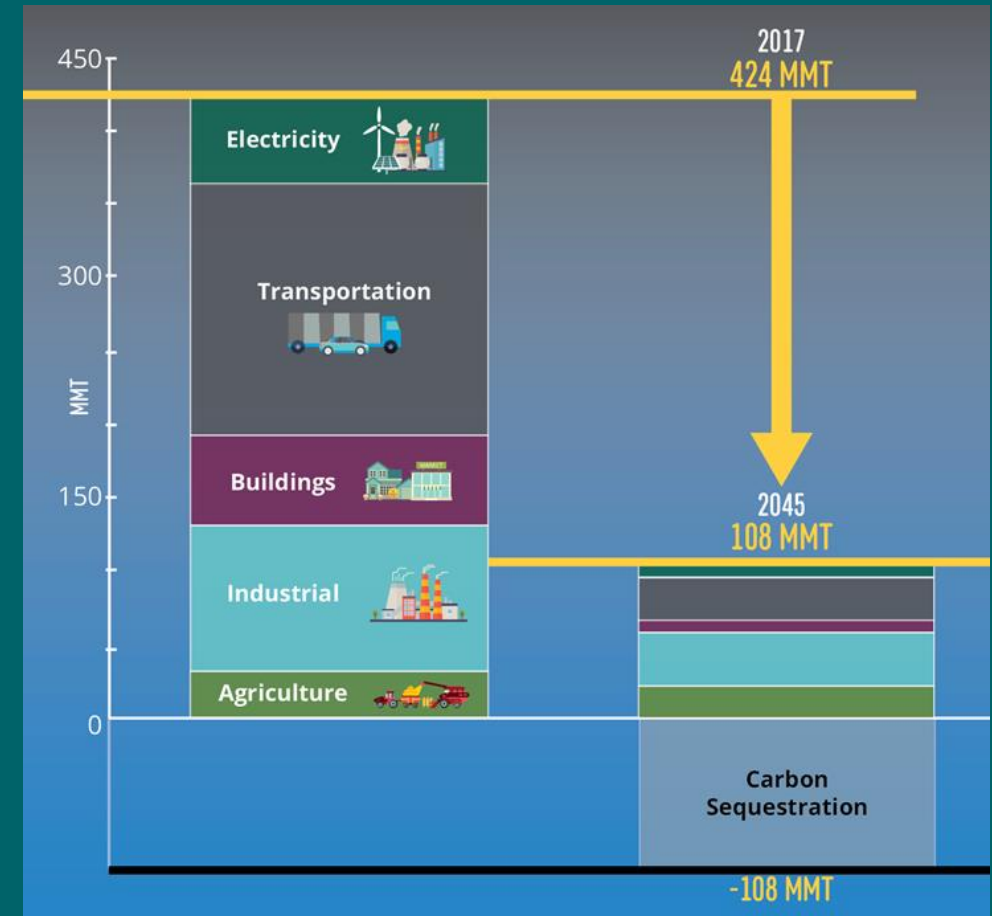 450
2017
424 MMT
Electricity
300
Transportation
MMT
Buildings
MARKET
150
2045
108 MMT
Industrial
Agriculture
0
Carbon
Sequestration
-108 MMT